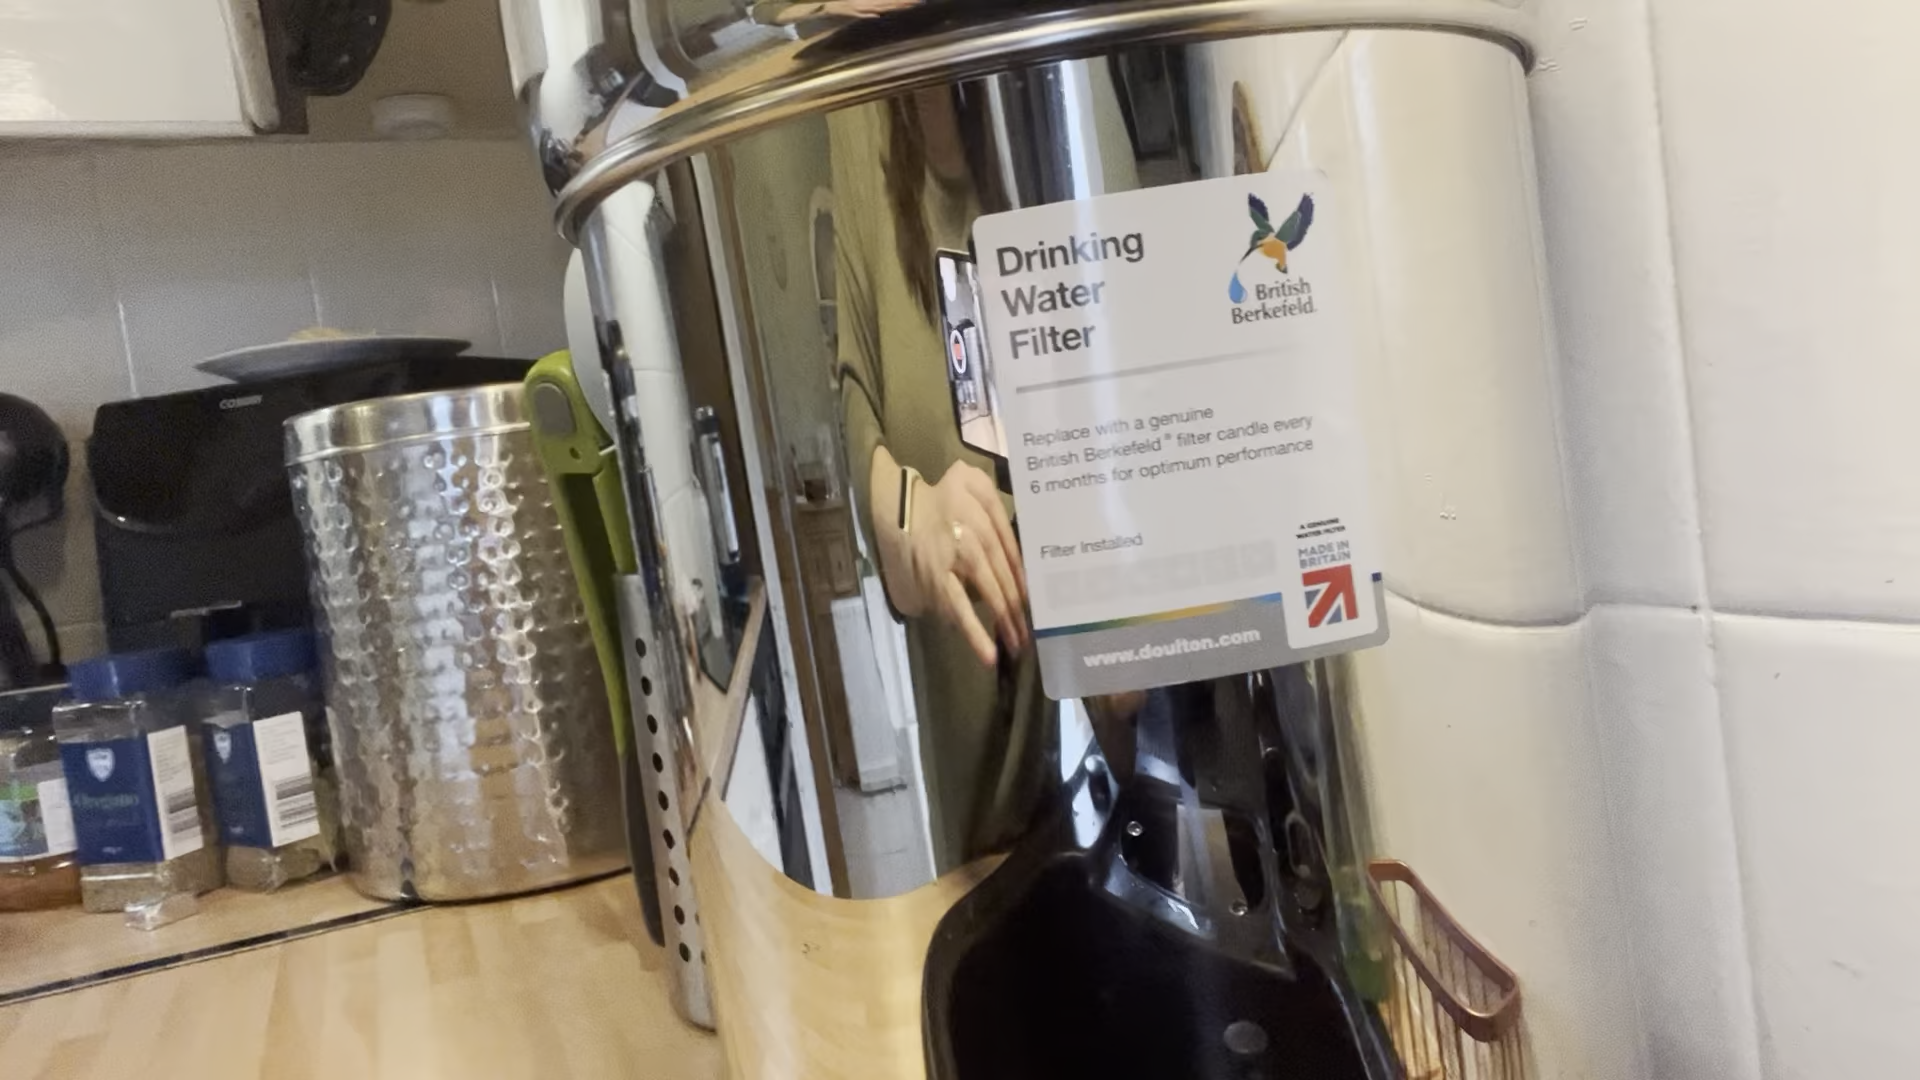 Drinking
Water
Filter
British
Berkefeld.
Replace with a genuine
British Berkefeld® filter candle every
6 months for optimum performance
Filter Installed
A GENUINE
WATER FILTER
MADE IN
BRITAIN
www.doulton.com